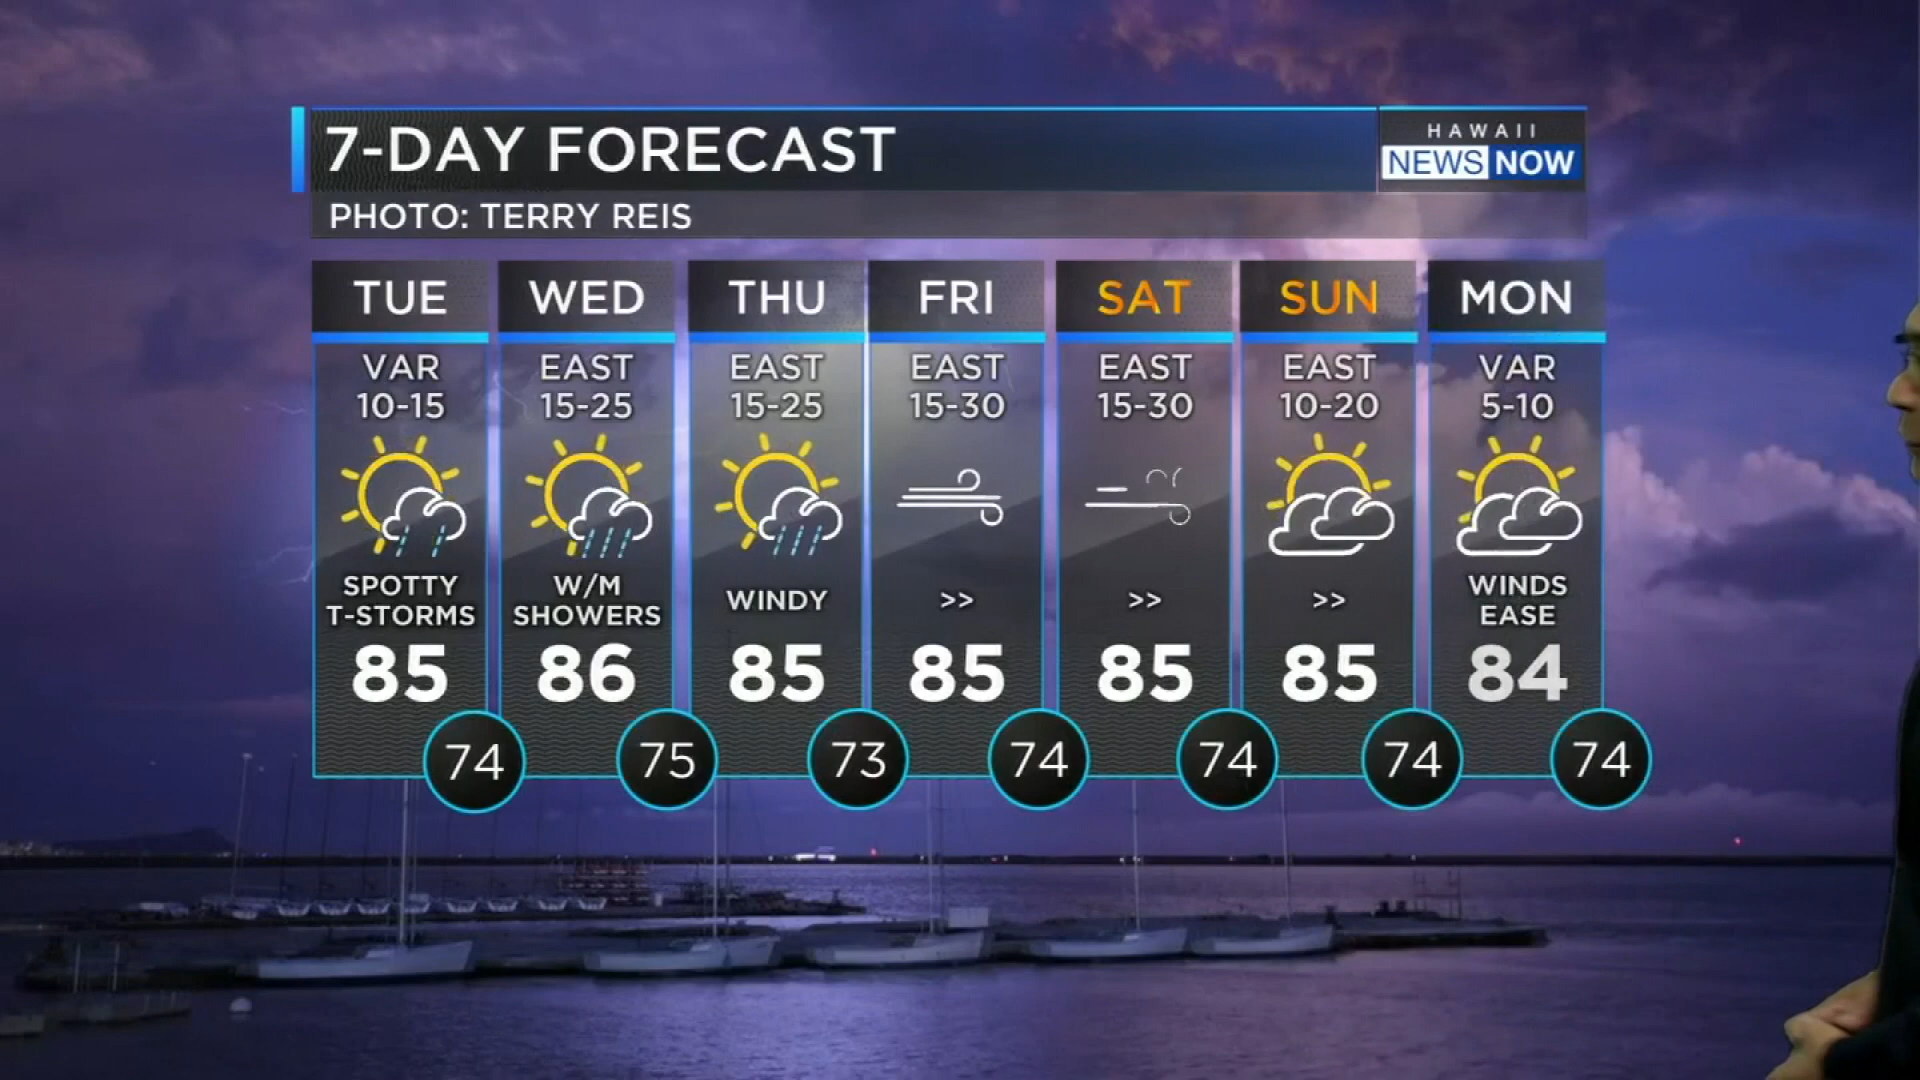 7-DAY FORECAST
HAWAII
NEWS NOW
PHOTO: TERRY REIS
TUE
VAR
10-15
SPOTTY
T-STORMS
85
74
WED
EAST
15-25
W/M
SHOWERS
86
75
THU
EAST
15-25
WINDY
85
73
FRI
EAST
15-30
>>
85
74
SAT
EAST
15-30
>>
85
74
SUN
EAST
10-20
>>
85
74
MON
VAR
5-10
WINDS
EASE
84
74